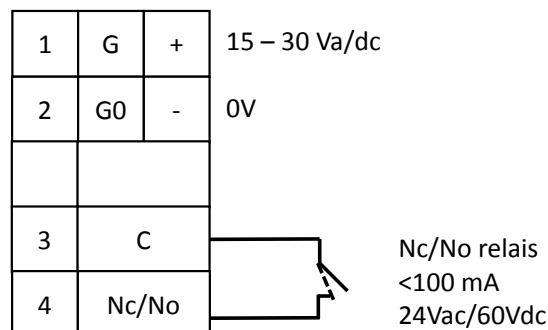 1 G + 15 – 30 Va/dc
2 G0 - 0V
3 C
4 Nc/No
Nc/No relais
<100 mA
24Vac/60Vdc